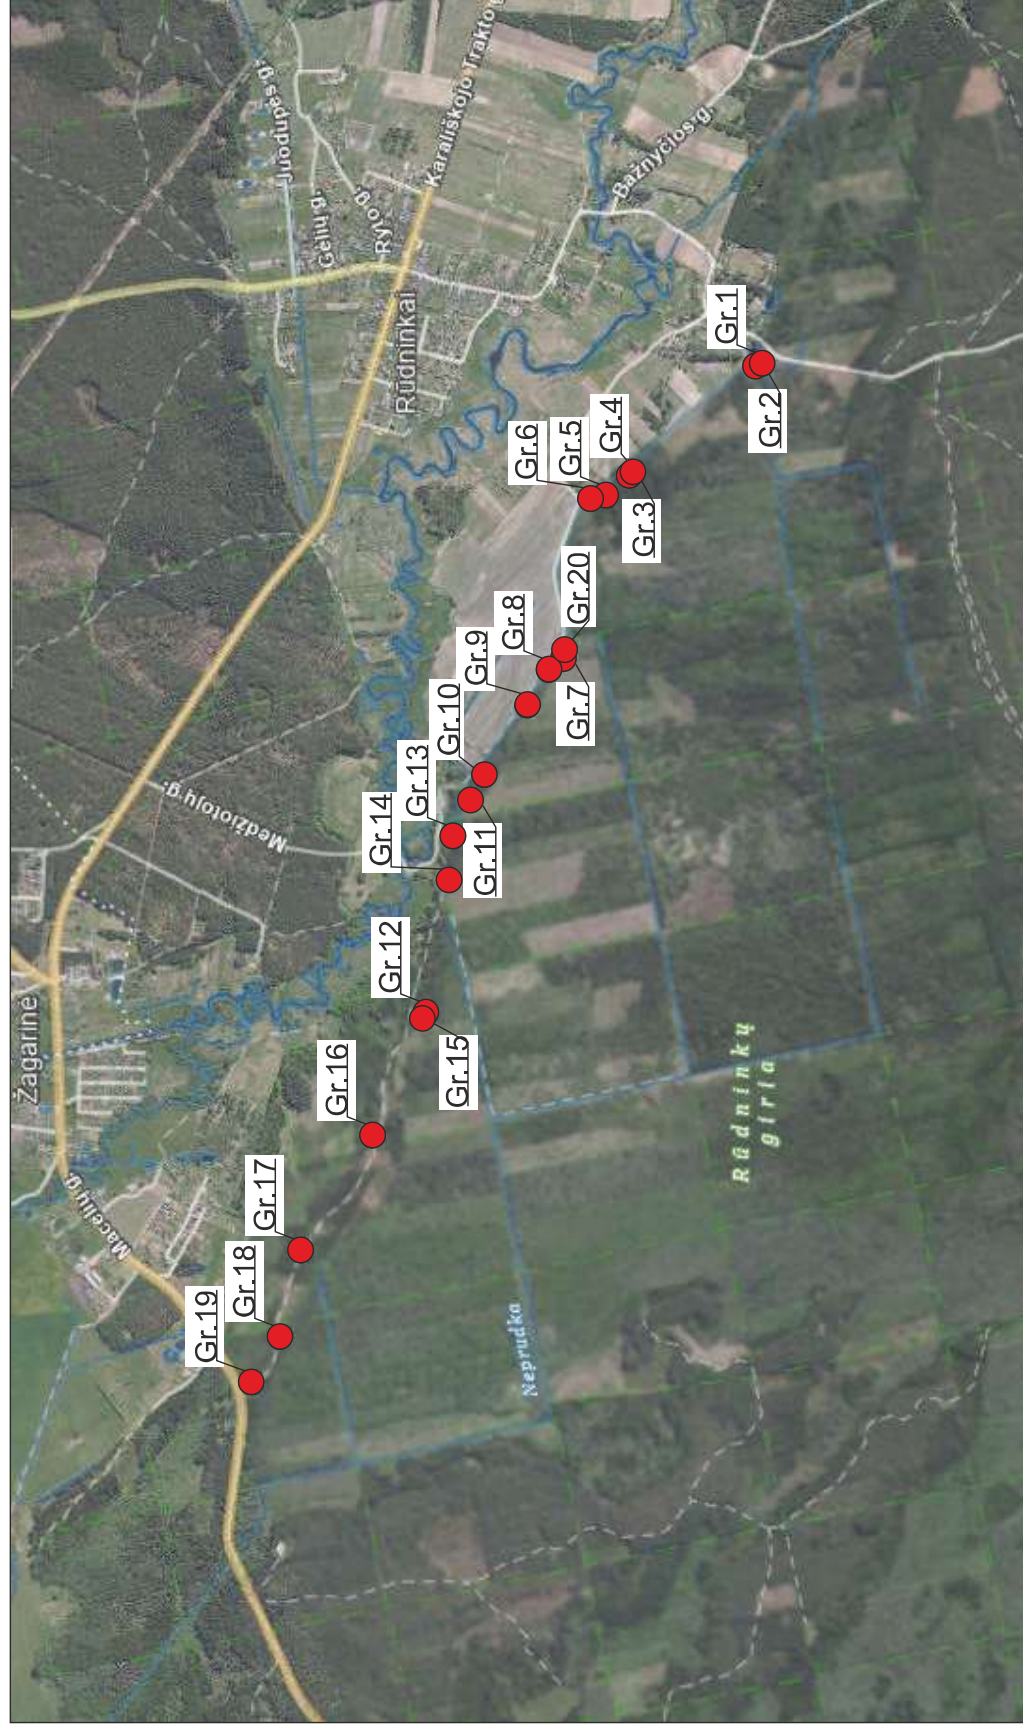 Žagarinė
Macelių g.
Medžiotojų g.
Juodupės g.
Gėlių g.
Ryto g.
Karališkojo Trakto g.
Rūdninkai
Bažnyčios g.
Gr.19
Gr.18
Gr.17
Gr.16
Gr.15
Gr.12
Gr.14
Gr.13
Gr.11
Gr.10
Gr.9
Gr.8
Gr.7
Gr.20
Gr.6
Gr.5
Gr.4
Gr.3
Gr.1
Gr.2
Neprudka
Rūdninkų
giria